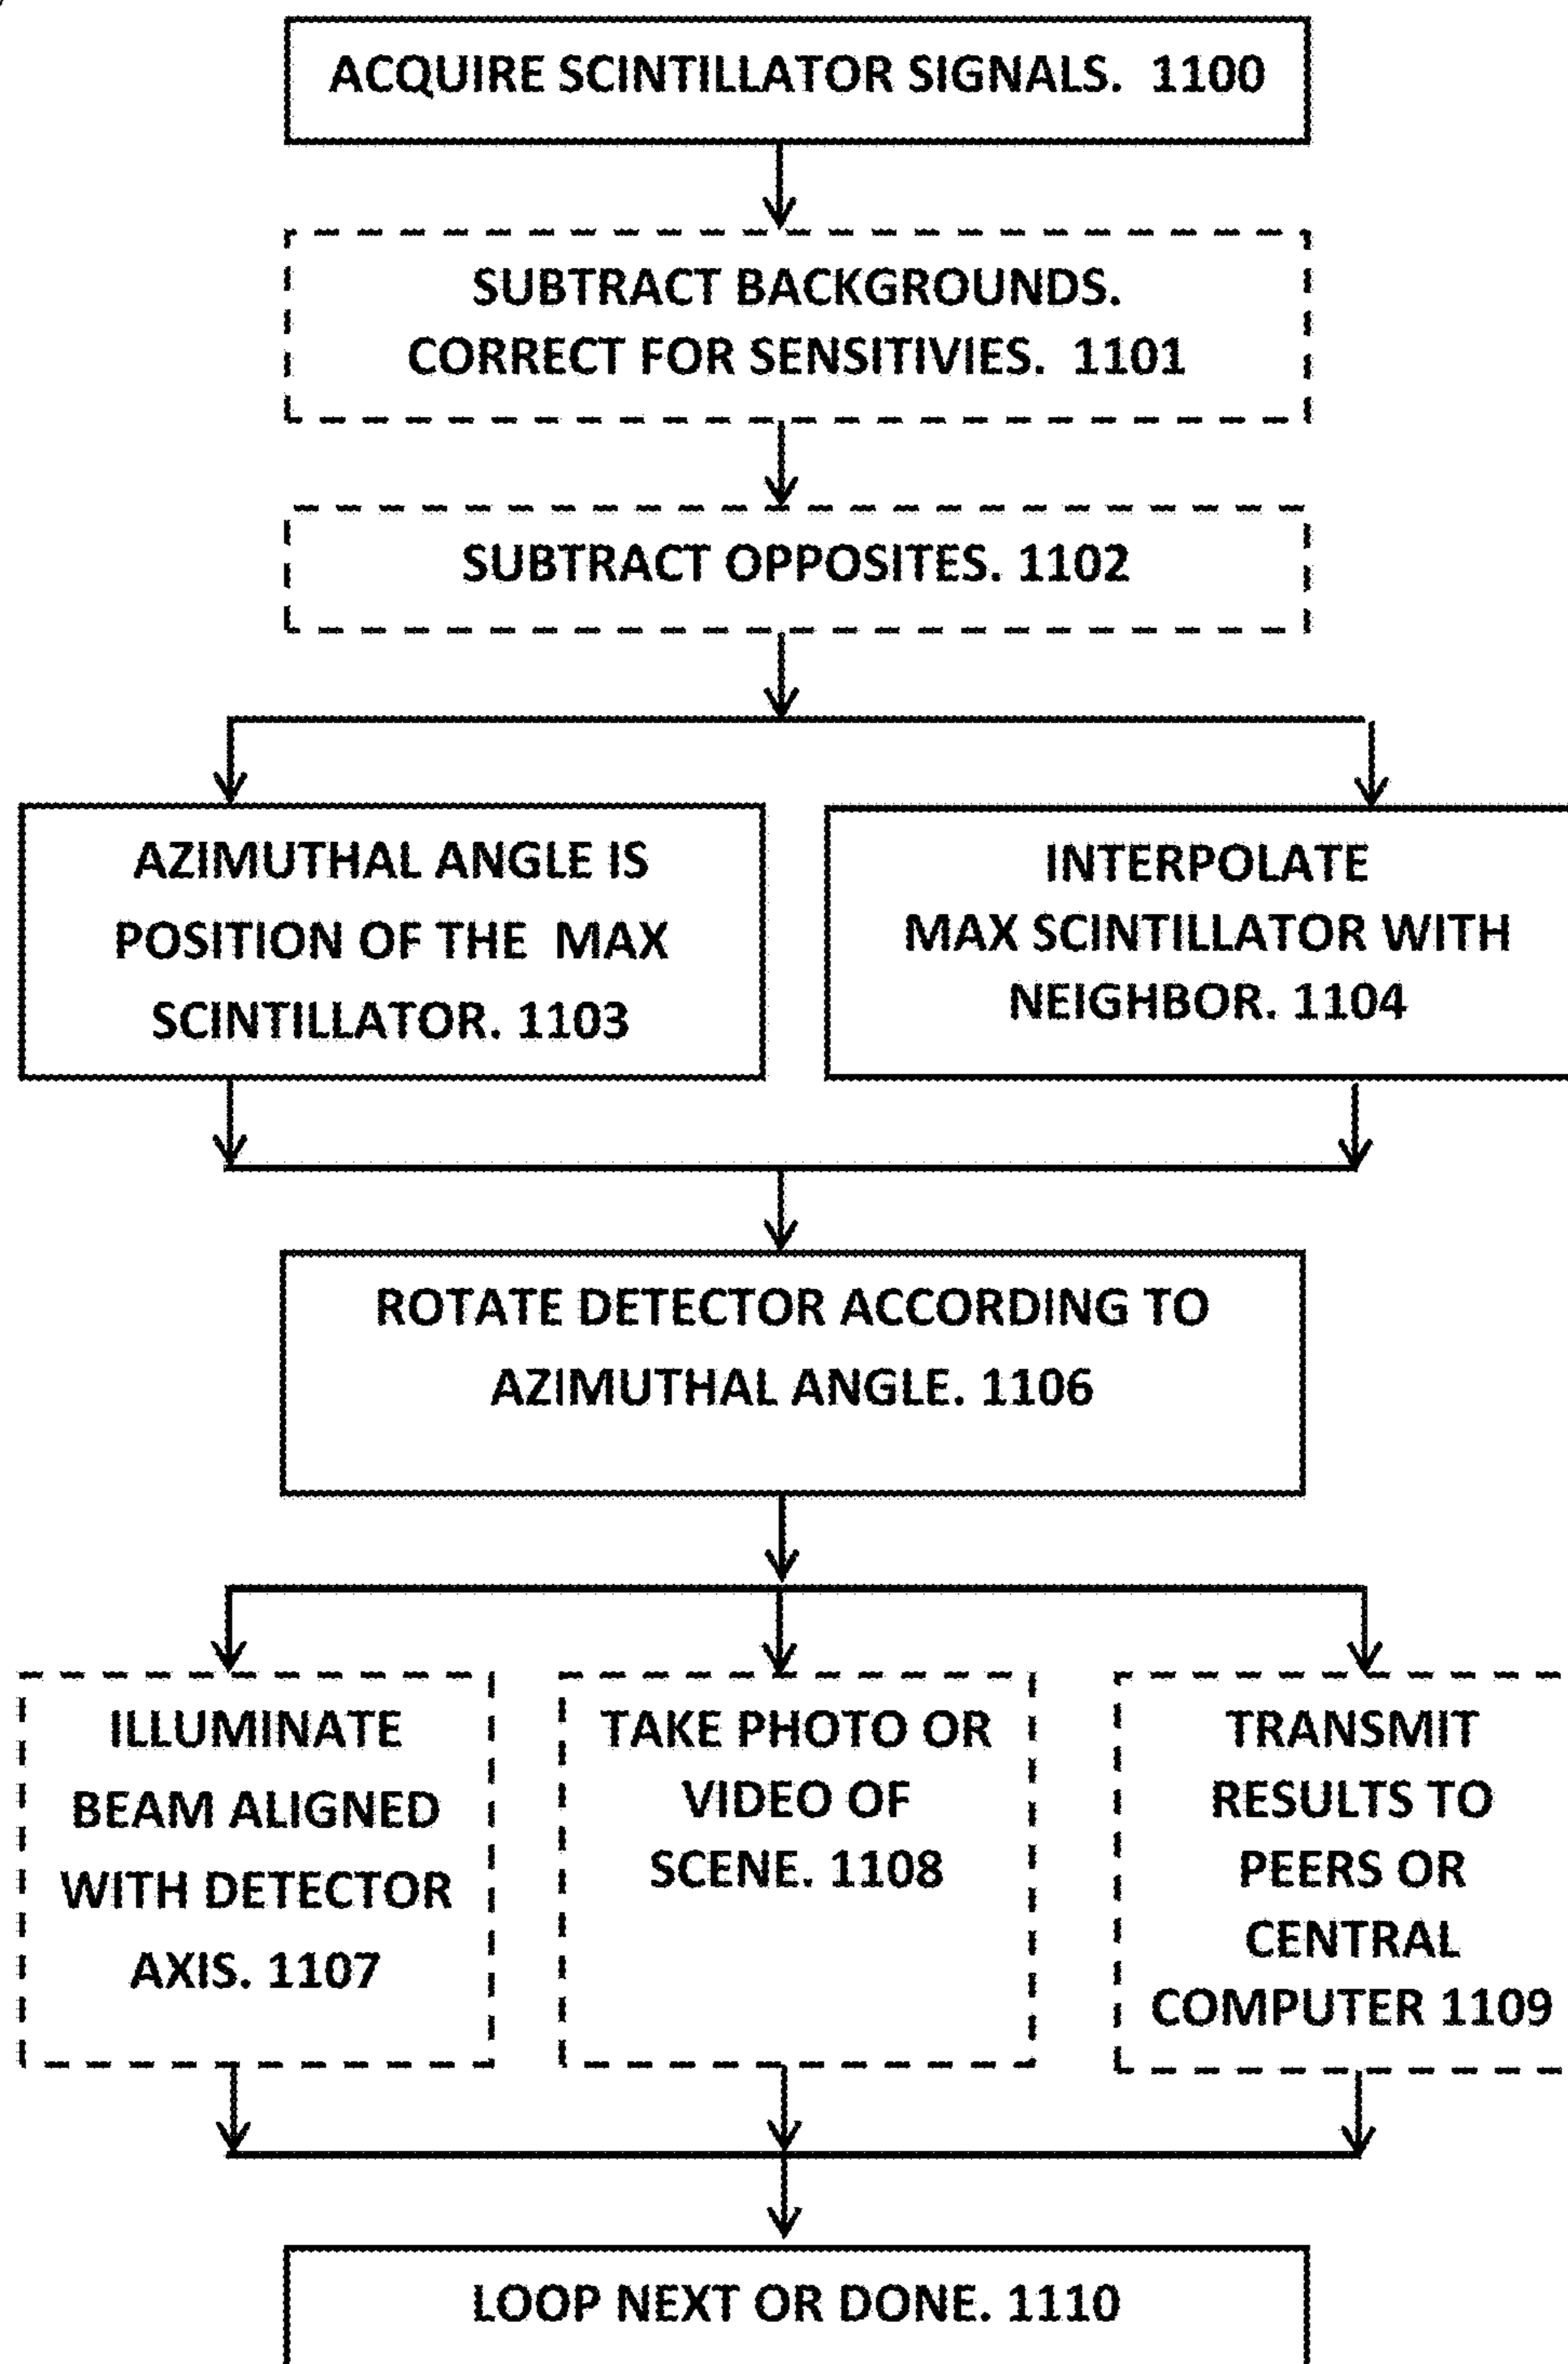 ACQUIRE SCINTILLATOR SIGNALS. 1100
SUBTRACT BACKGROUNDS.
CORRECT FOR SENSITIVIES. 1101
SUBTRACT OPPOSITES. 1102
AZIMUTHAL ANGLE IS
POSITION OF THE MAX
SCINTILLATOR. 1103
INTERPOLATE
MAX SCINTILLATOR WITH
NEIGHBOR. 1104
ROTATE DETECTOR ACCORDING TO
AZIMUTHAL ANGLE. 1106
ILLUMINATE
BEAM ALIGNED
WITH DETECTOR
AXIS. 1107
TAKE PHOTO OR
VIDEO OF
SCENE. 1108
TRANSMIT
RESULTS TO
PEERS OR
CENTRAL
COMPUTER 1109
LOOP NEXT OR DONE. 1110